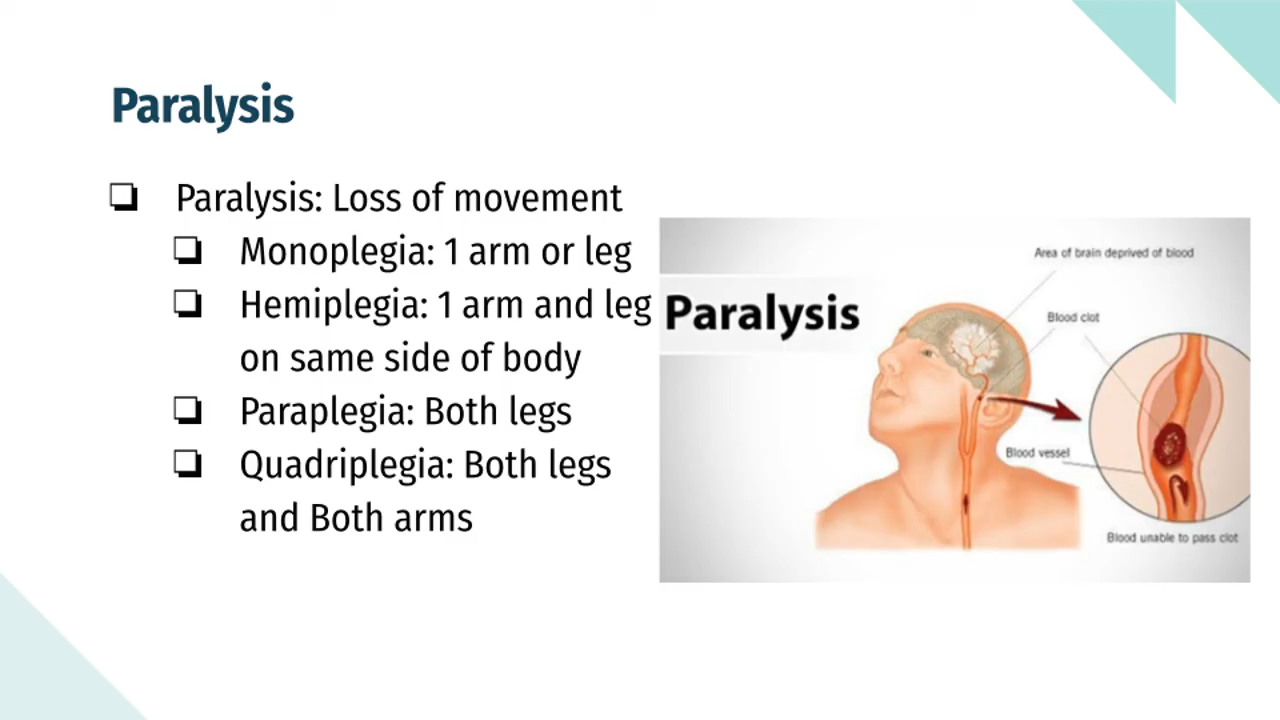 Paralysis
Paralysis: Loss of movement
Monoplegia: 1 arm or leg
Hemiplegia: 1 arm and leg
on same side of body
Paraplegia: Both legs
Quadriplegia: Both legs
and Both arms
Paralysis
Area of brain deprived of blood
Blood clot
Blood vessel
Blood unable to pass clot